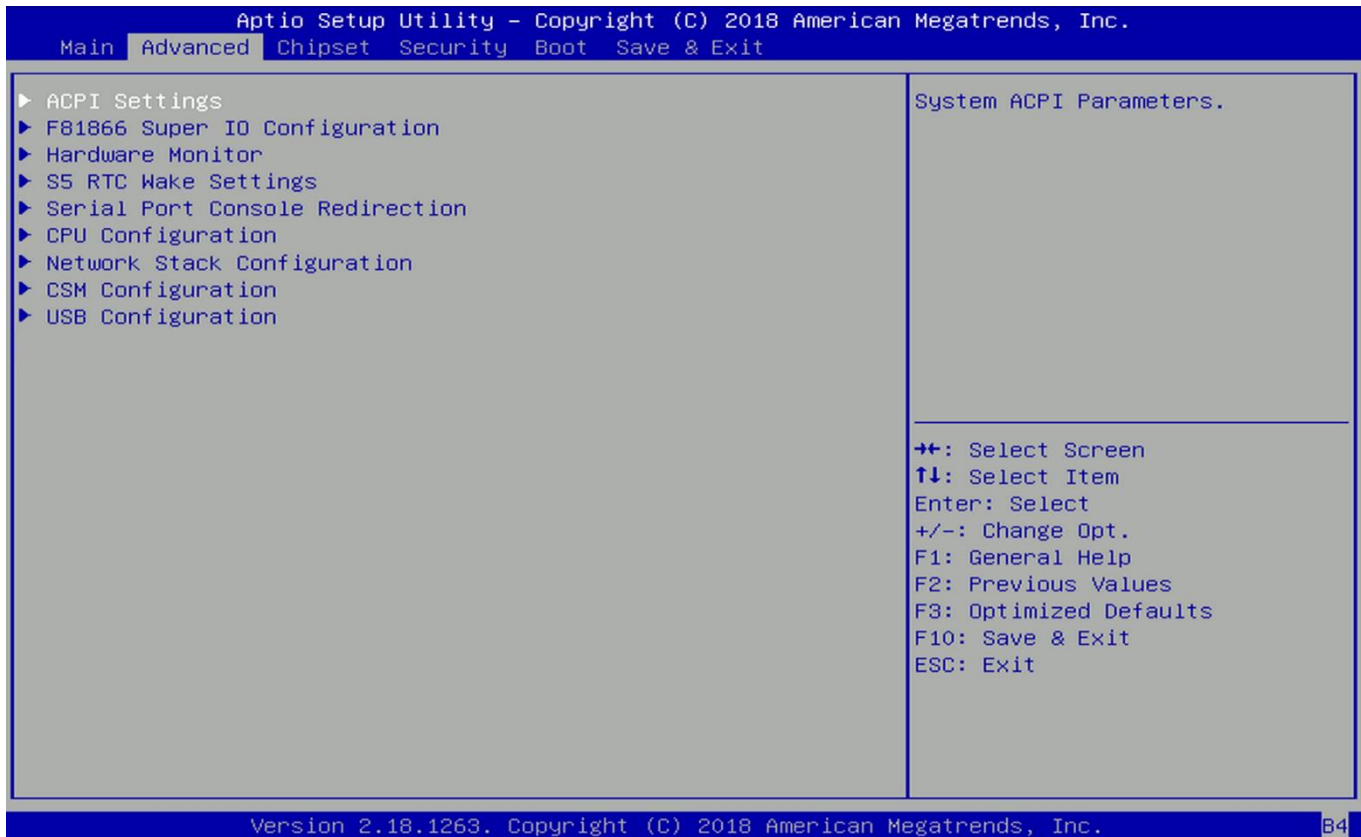 Aptio Setup Utility – Copyright (C) 2018 American Megatrends, Inc.
Main Advanced Chipset Security Boot Save & Exit
▶ ACPI Settings
▶ F81866 Super IO Configuration
▶ Hardware Monitor
▶ S5 RTC Wake Settings
▶ Serial Port Console Redirection
▶ CPU Configuration
▶ Network Stack Configuration
▶ CSM Configuration
▶ USB Configuration
System ACPI Parameters.
→←: Select Screen
↑↓: Select Item
Enter: Select
+/-: Change Opt.
F1: General Help
F2: Previous Values
F3: Optimized Defaults
F10: Save & Exit
ESC: Exit
Version 2.18.1263. Copyright (C) 2018 American Megatrends, Inc.
B4